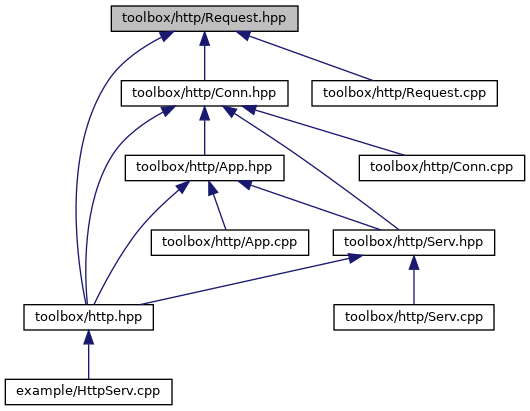 toolbox/http/Request.hpp
toolbox/http/Conn.hpp
toolbox/http/Request.cpp
toolbox/http/App.hpp
toolbox/http/Conn.cpp
toolbox/http/App.cpp
toolbox/http/Serv.hpp
toolbox/http.hpp
toolbox/http/Serv.cpp
example/HttpServ.cpp